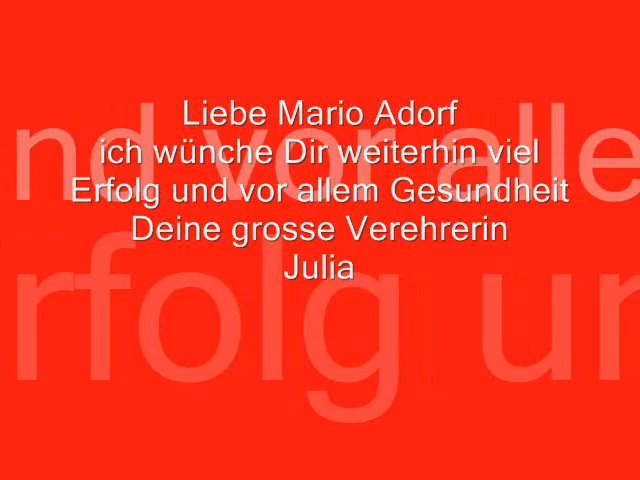 Liebe Mario Adorf
ich wünche Dir weiterhin viel
Erfolg und vor allem Gesundheit
Deine grosse Verehrerin
Julia
nd vor alle
rfolg un